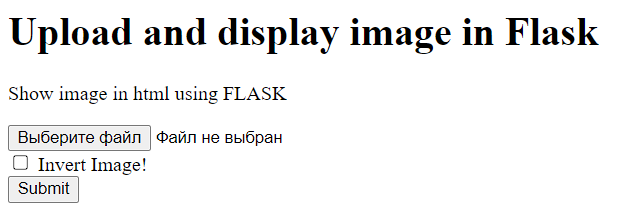 Upload and display image in Flask
Show image in html using FLASK
Выберите файл Файл не выбран
Invert Image!
Submit